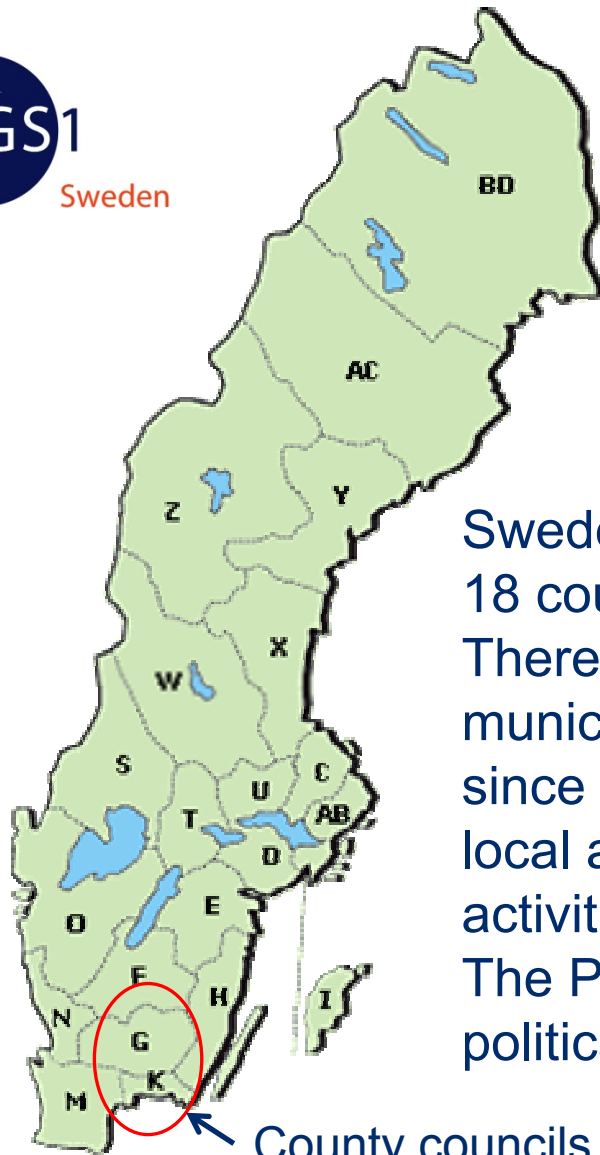 GS1
Sweden
BD
AC
Z
Y
X
W
S
U
C
T
AB
D
O
E
F
H
I
N
G
K
M
Swede
18 cou
There
munic
since
local a
activit
The P
politic
County councils